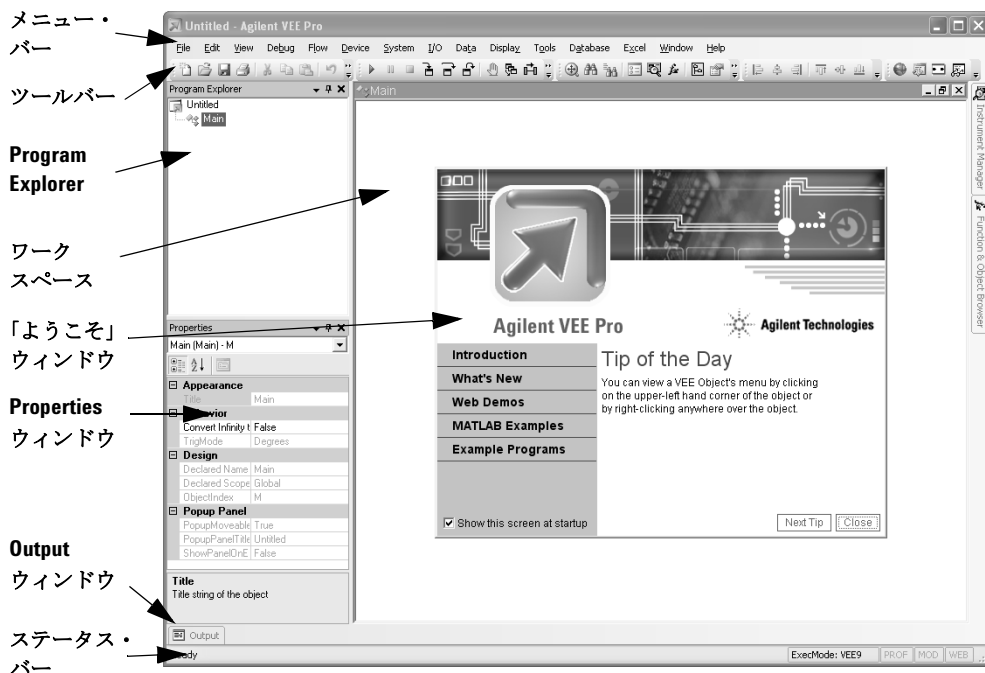 メニュー・
バー
ツールバー
Program
Explorer
ワーク
スペース
「ようこそ」
ウィンドウ
Properties
ウィンドウ
Output
ウィンドウ
ステータス・
バー
Untitled - Agilent VEE Pro
File Edit View Debug Flow Device System I/O Data Display Tools Database Excel Window Help
Program Explorer
Untitled
Main
Main
Properties
Main (Main) - M
Appearance
Title Main
Convert Infinity t False
TrigMode Degrees
Design
Declared Name Main
Declared Scope Global
ObjectIndex M
Popup Panel
PopupMoveable True
PopupPanelTitle Untitled
ShowPanelOnE False
Title
Title string of the object
Output
Agilent VEE Pro
Agilent Technologies
Introduction
What's New
Web Demos
MATLAB Examples
Example Programs
Show this screen at startup
Tip of the Day
You can view a VEE Object's menu by clicking
on the upper-left hand corner of the object or
by right-clicking anywhere over the object.
Next Tip Close
Instrument Manager
Function & Object Browser
ExecMode: VEE9 PROF MOD WEB